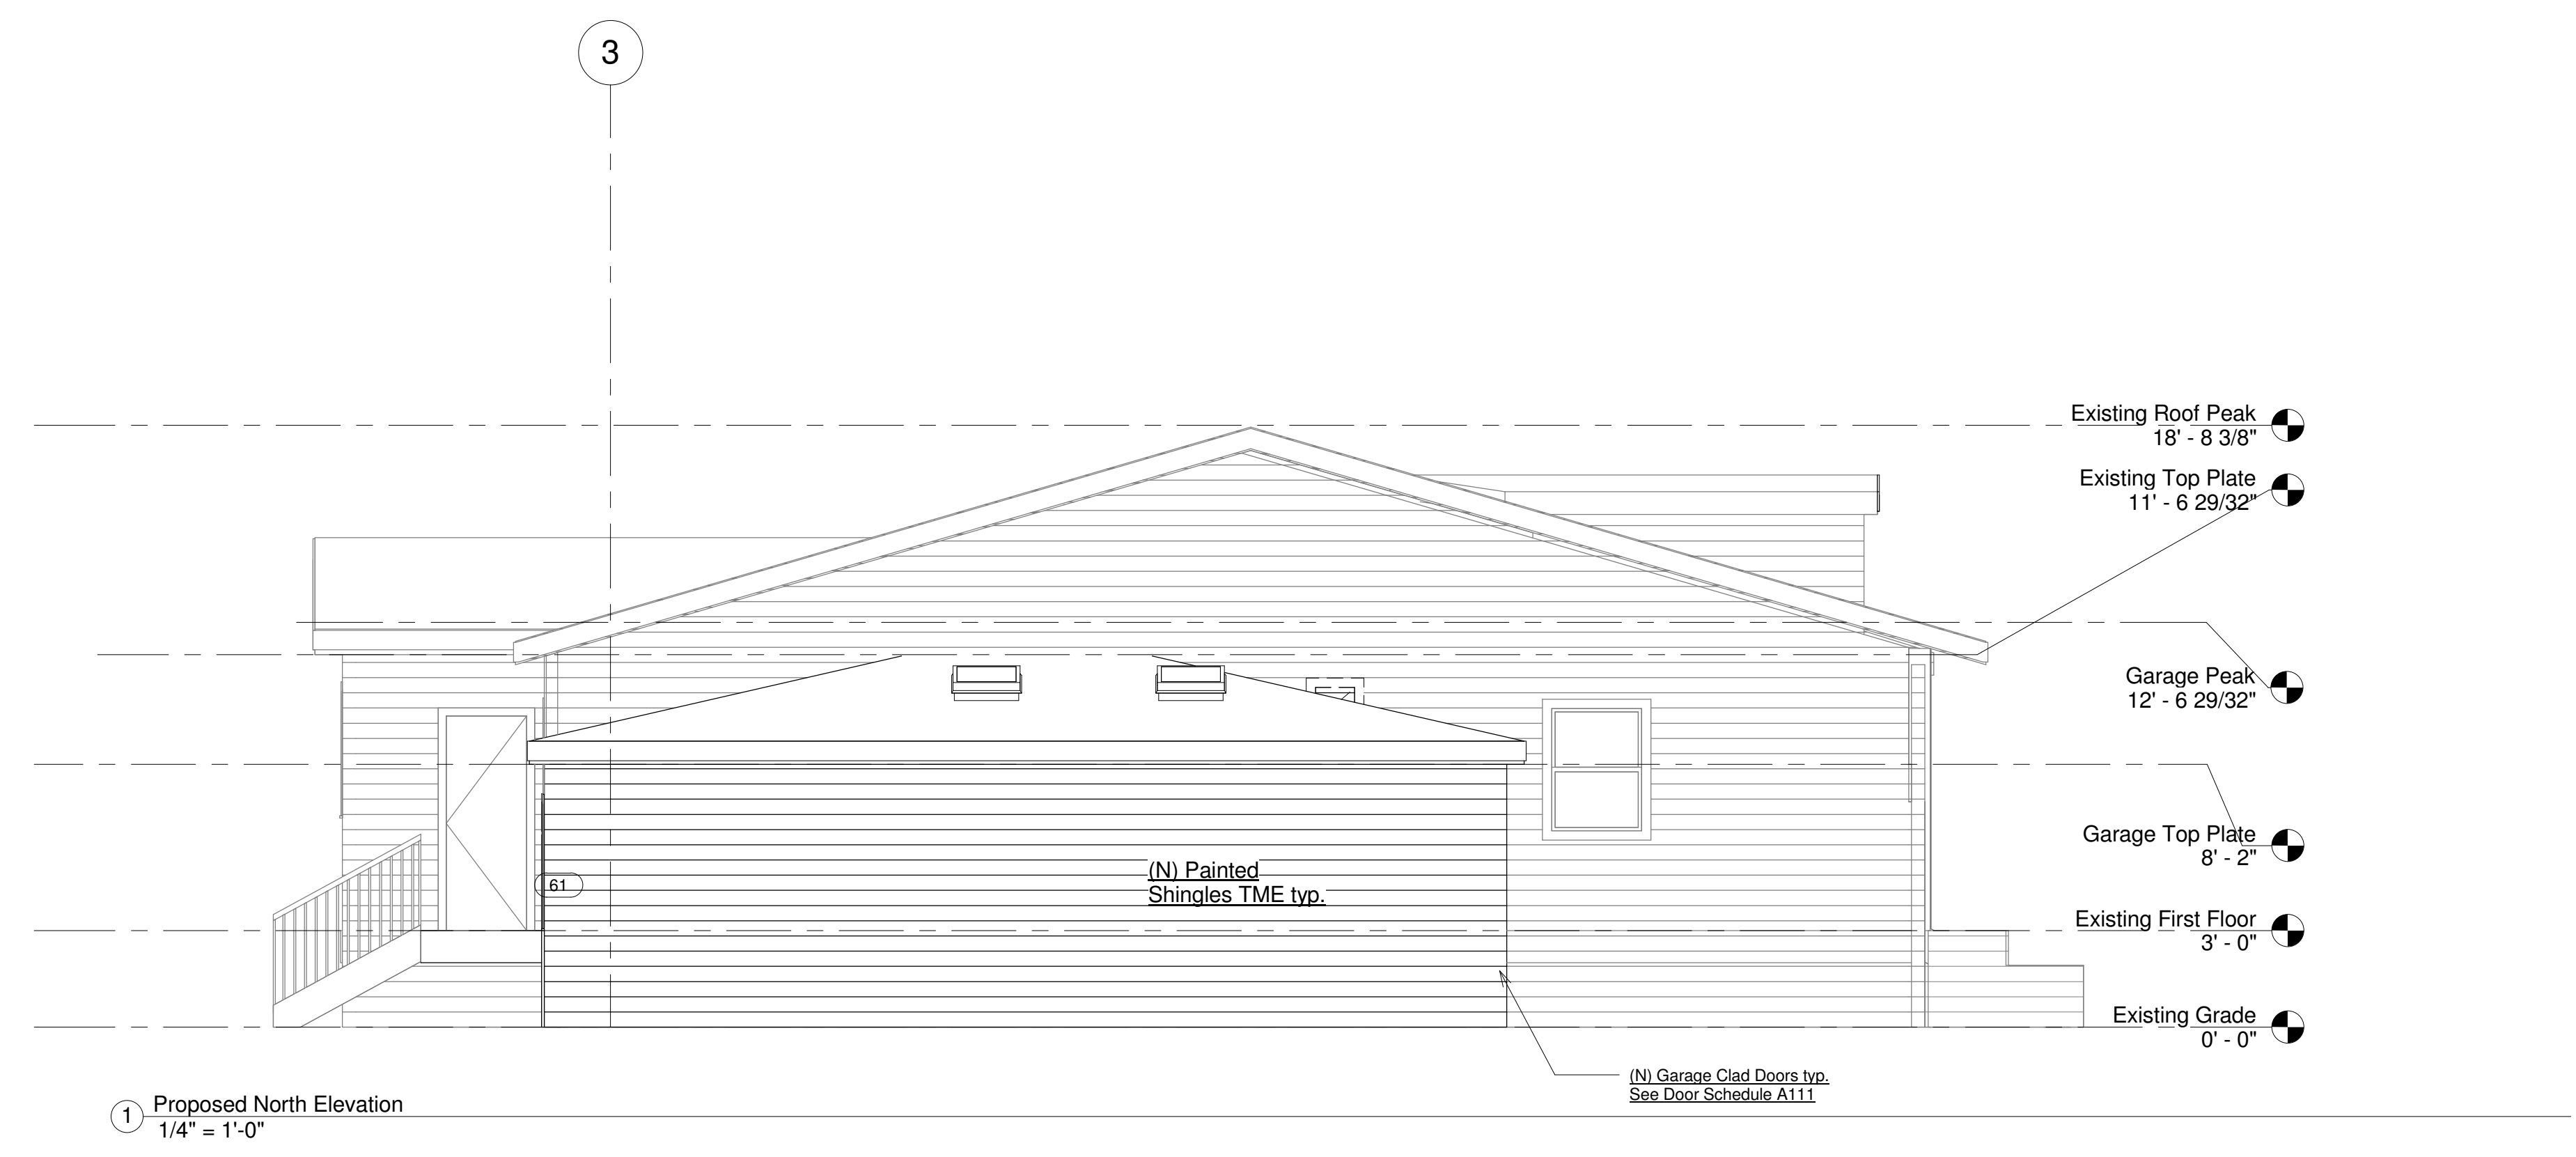 3
Existing Roof Peak
18' - 8 3/8"
Existing Top Plate
11' - 6 29/32"
Garage Peak
12' - 6 29/32"
Garage Top Plate
8' - 2"
(N) Painted
Shingles TME typ.
61
Existing First Floor
3' - 0"
Existing Grade
0' - 0"
(N) Garage Clad Doors typ.
See Door Schedule A111
1
Proposed North Elevation
1/4" = 1'-0"